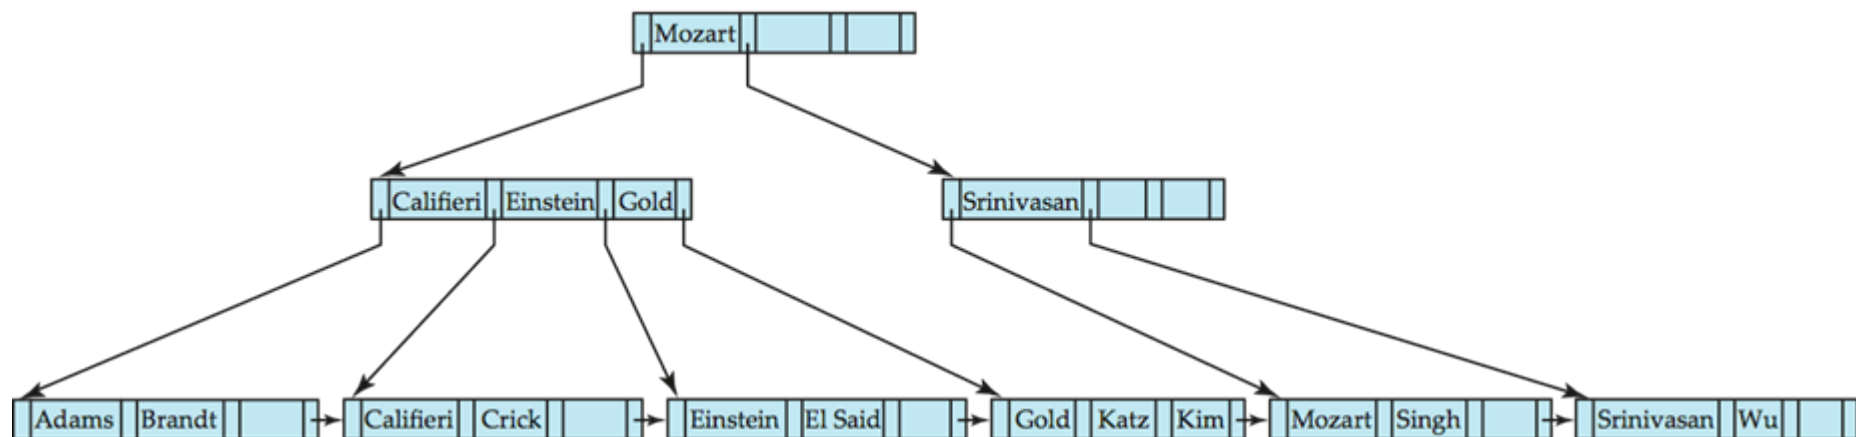 Mozart
Califieri Einstein Gold Srinivasan
Adams Brandt Califieri Crick Einstein El Said Gold Katz Kim Mozart Singh Srinivasan Wu